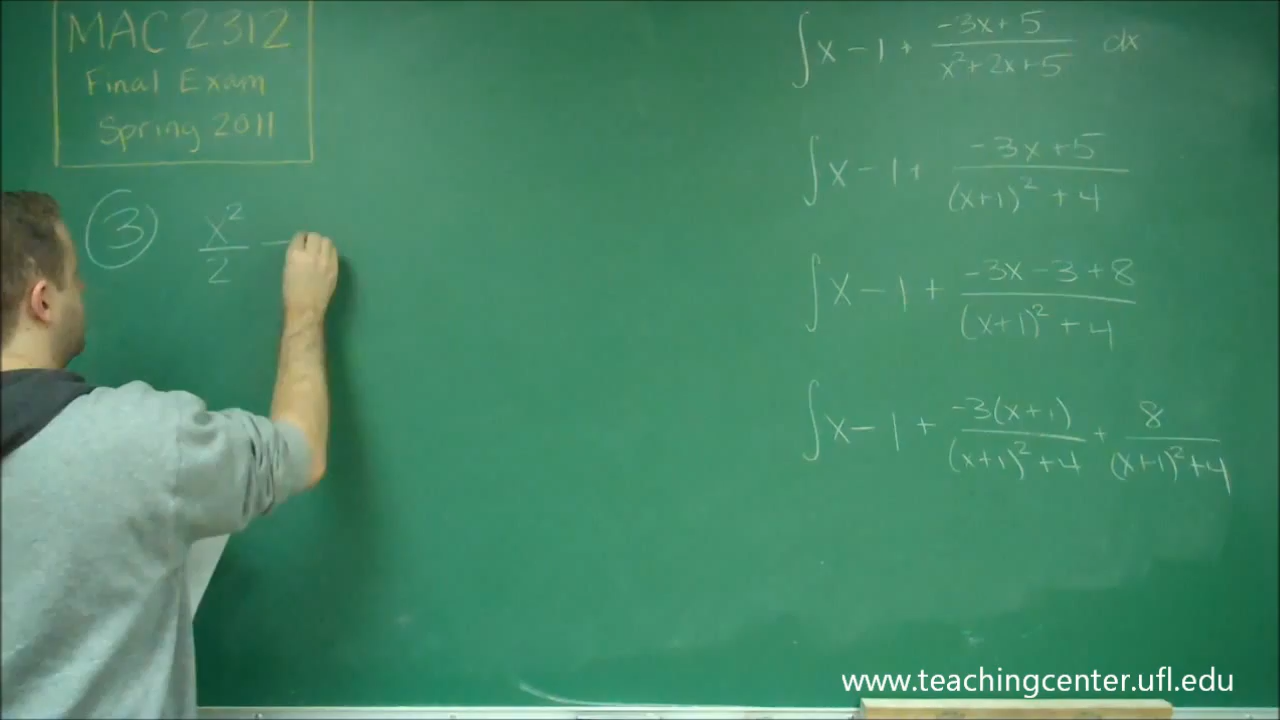 MAC 2312
Final Exam
Spring 2011
③ x²/2 −
∫ x − 1 + (-3x + 5)/(x² + 2x + 5) dx
∫ x − 1 + (-3x + 5)/((x+1)² + 4)
∫ x − 1 + (-3x − 3 + 8)/((x+1)² + 4)
∫ x − 1 + (-3(x+1))/((x+1)² + 4) + 8/((x+1)² + 4)
www.teachingcenter.ufl.edu